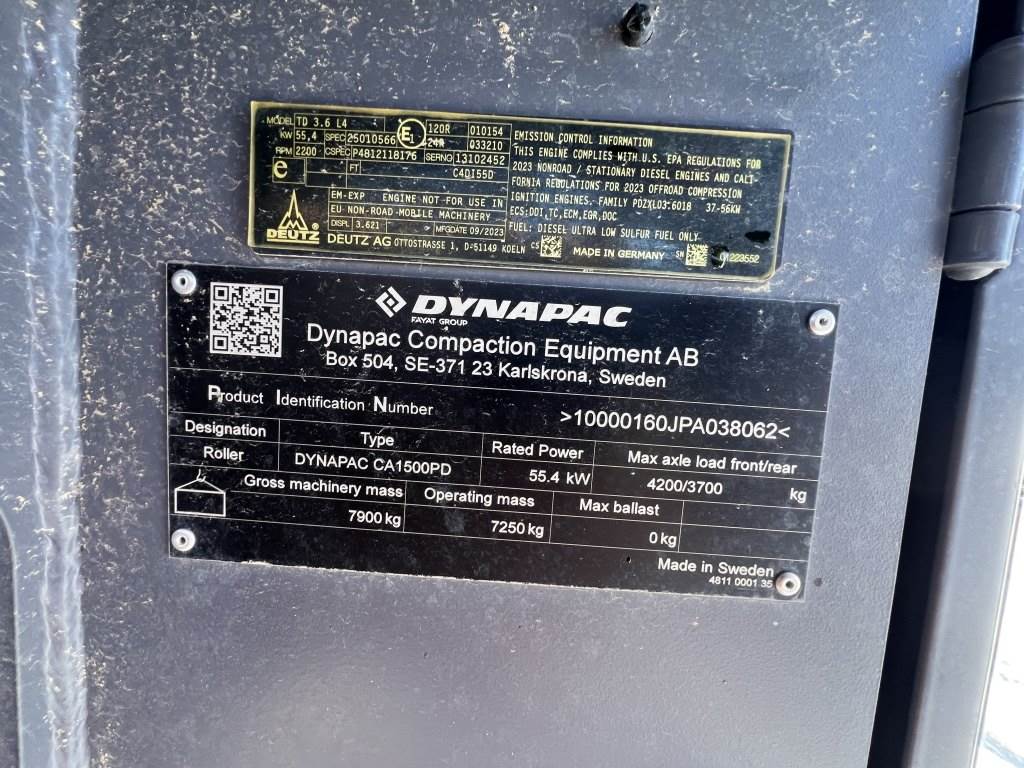 MODEL TD 3.6 L4
kW 55,4 SPEC 25010566 E1 120R 010154
24R 033210
RPM 2200 CSPEC P4812118176 SERNO 13102452
e FT C4DI55D
EM-EXP ENGINE NOT FOR USE IN
EU-NON-ROAD-MOBILE MACHINERY
DISPL 3.621 MFGDATE 09/2023
DEUTZ ® DEUTZ AG OTTOSTRASSE 1, D-51149 KOELN CS MADE IN GERMANY SN 01223552
EMISSION CONTROL INFORMATION
THIS ENGINE COMPLIES WITH U.S. EPA REGULATIONS FOR
2023 NONROAD / STATIONARY DIESEL ENGINES AND CALI-
FORNIA REGULATIONS FOR 2023 OFFROAD COMPRESSION
IGNITION ENGINES. FAMILY PDZXL03.6018 37-56KW
ECS:DDI,TC,ECM,EGR,DOC
FUEL: DIESEL ULTRA LOW SULFUR FUEL ONLY
DYNAPAC
FAYAT GROUP
Dynapac Compaction Equipment AB
Box 504, SE-371 23 Karlskrona, Sweden
Product Identification Number >10000160JPA038062<
Designation Type Rated Power Max axle load front/rear
Roller DYNAPAC CA1500PD 55.4 kW 4200/3700 kg
Gross machinery mass Operating mass Max ballast
7900 kg 7250 kg 0 kg
Made in Sweden
4811 0001 35